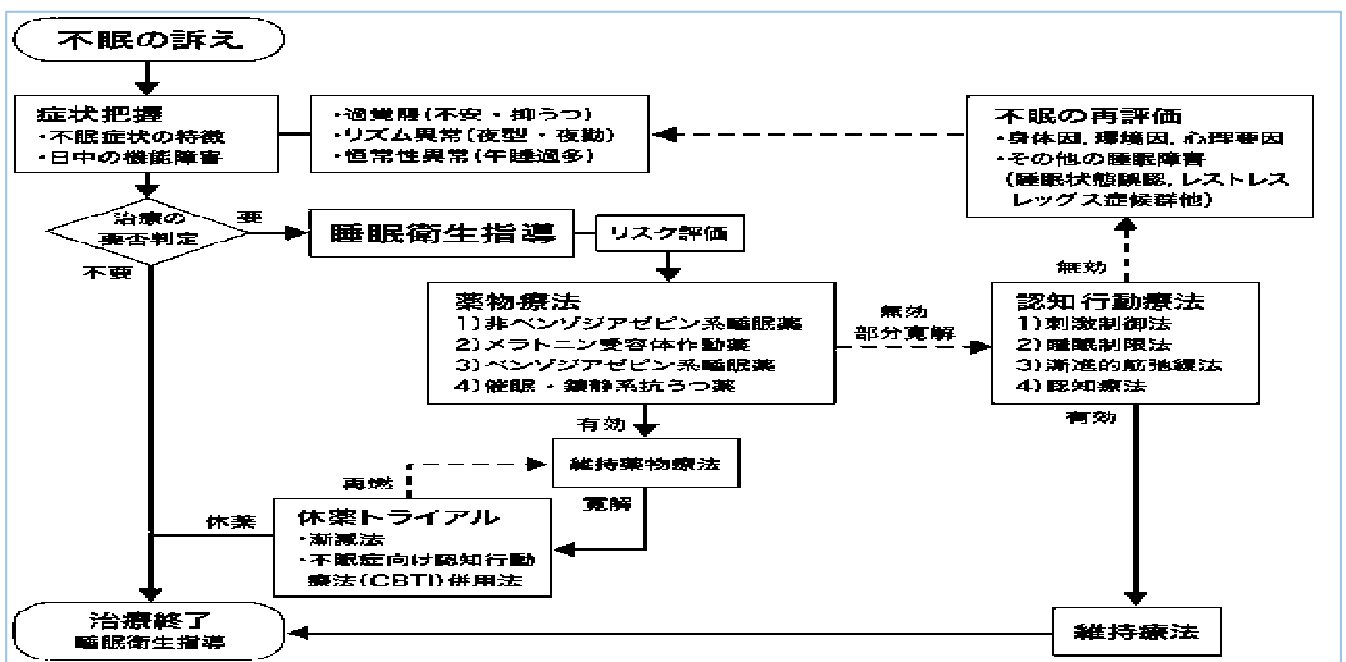 不眠の訴え
症状把握
・不眠症状の特徴
・日中の機能障害
・過覚醒(不安・抑うつ)
・リズム異常(夜型・夜勤)
・恒常性異常(午睡過多)
不眠の再評価
・身体因,環境因,心理要因
・その他の睡眠障害
(睡眠状態誤認,レストレス
レッグス症候群他)
治療の
要否判定
要
不要
睡眠衛生指導
リスク評価
薬物療法
1)非ベンゾジアゼピン系睡眠薬
2)メラトニン受容体作動薬
3)ベンゾジアゼピン系睡眠薬
4)催眠・鎮静系抗うつ薬
無効
部分寛解
無効
認知行動療法
1)刺激制御法
2)睡眠制限法
3)漸進的筋弛緩法
4)認知療法
有効
有効
維持薬物療法
再燃
寛解
休薬トライアル
・漸減法
・不眠症向け認知行動
療法(CBTI)併用法
休薬
治療終了
睡眠衛生指導
維持療法